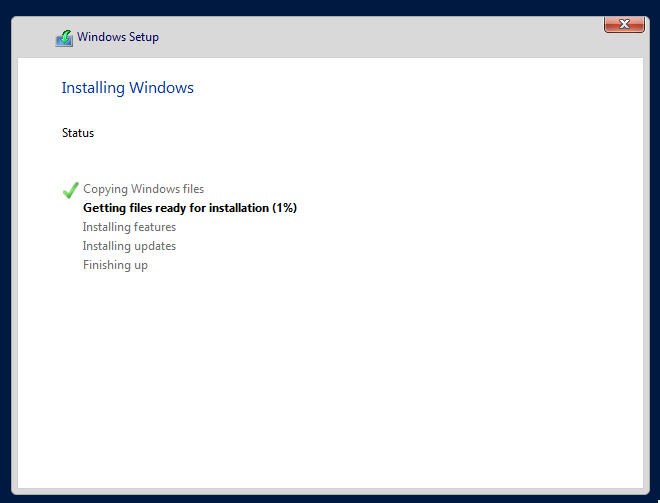 Windows Setup
Installing Windows
Status
Copying Windows files
Getting files ready for installation (1%)
Installing features
Installing updates
Finishing up